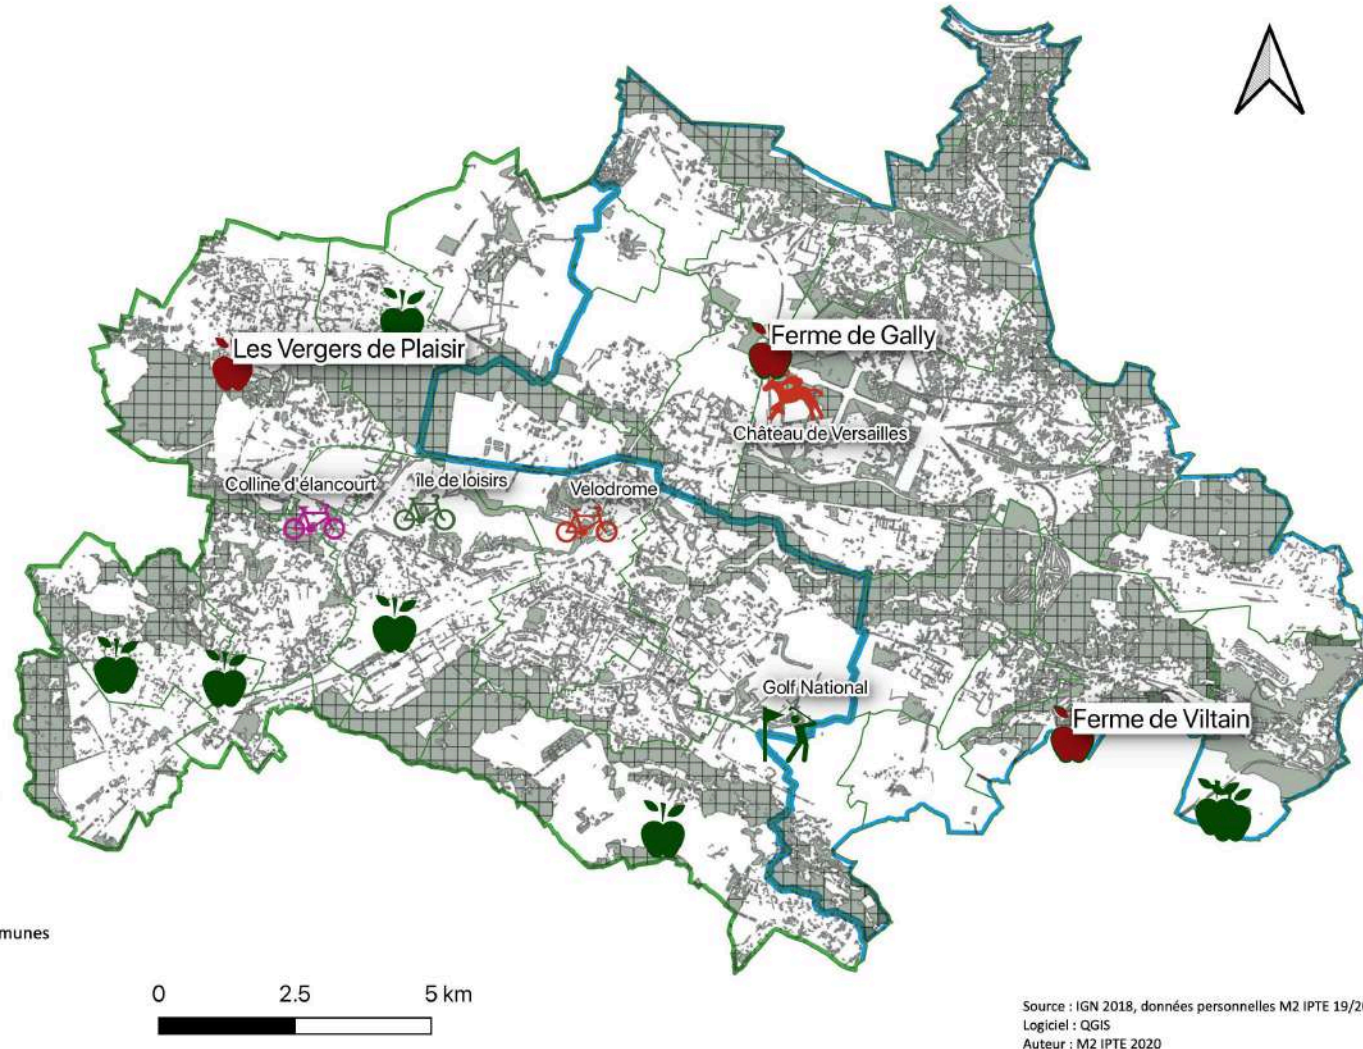 Les Vergers de Plaisir
Ferme de Gally
Château de Versailles
Colline d'élancourt
île de loisirs
Velodrome
Golf National
Ferme de Viltain
munes
0 2.5 5 km
Source : IGN 2018, données personnelles M2 IPTE 19/20
Logiciel : QGIS
Auteur : M2 IPTE 2020